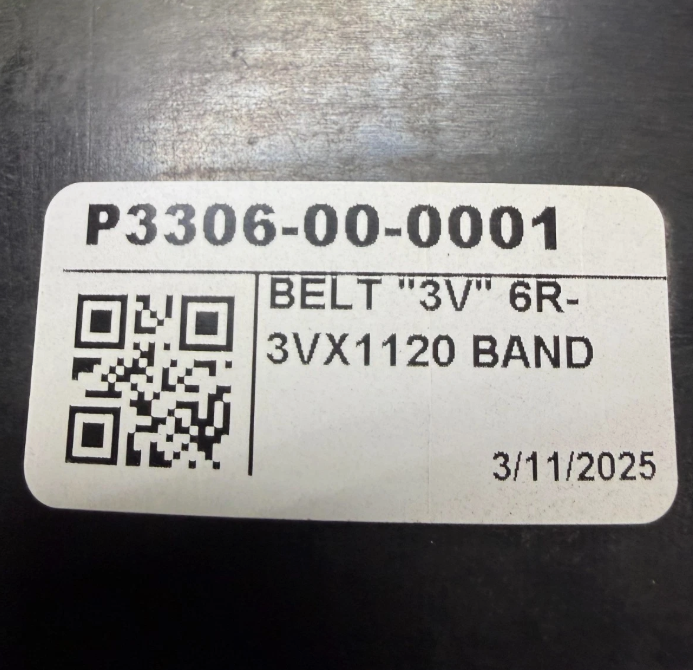 P3306-00-0001
BELT "3V" 6R-
3VX1120 BAND
3/11/2025